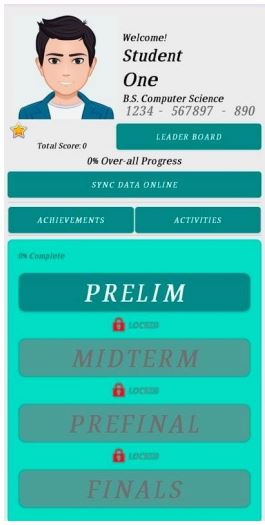 Welcome!
Student
One
B.S. Computer Science
1234 - 567897 - 890
LEADER BOARD
Total Score: 0
0% Over-all Progress
SYNC DATA ONLINE
ACHIEVEMENTS
ACTIVITIES
0% Complete
PRELIM
LOCKED
MIDTERM
LOCKED
PREFINAL
LOCKED
FINALS